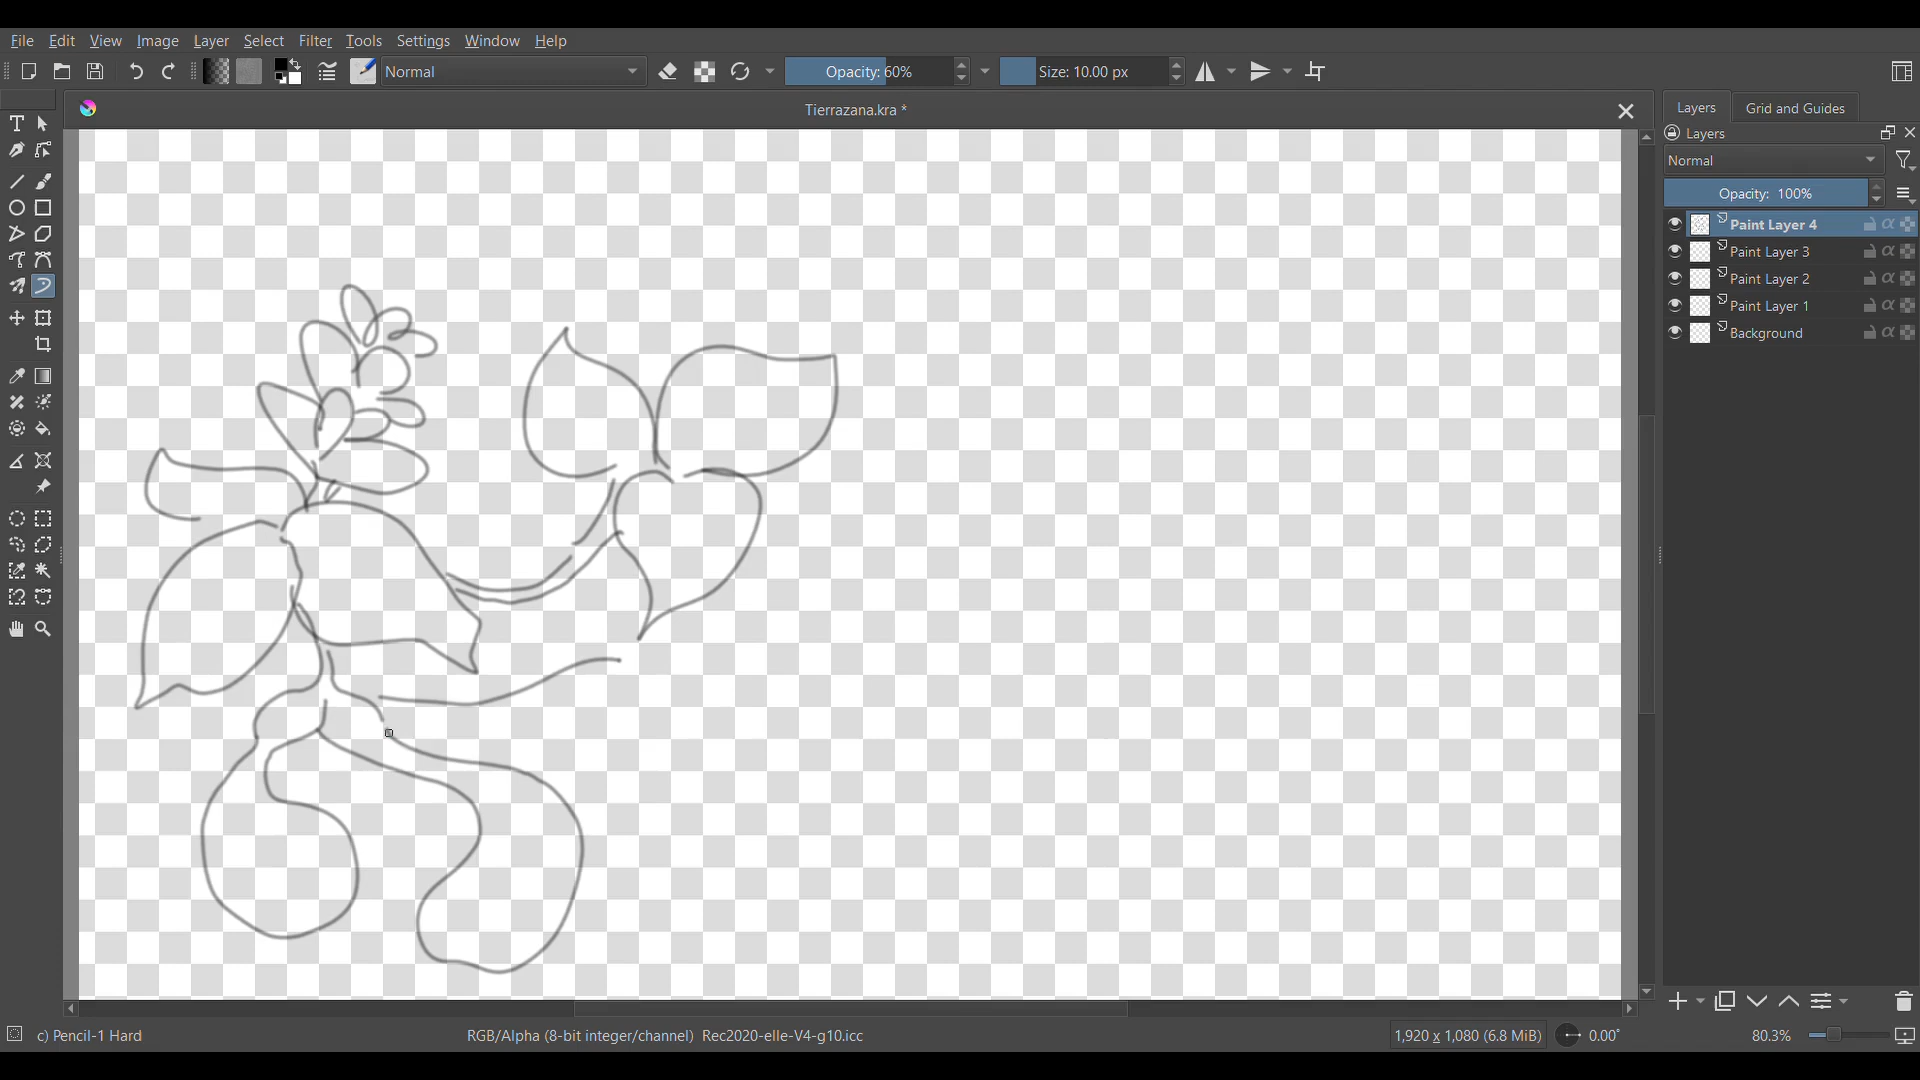 File Edit View Image Layer Select Filter Tools Settings Window Help
Normal Opacity: 60% Size: 10.00 px
Tierrazana.kra *
Layers Grid and Guides
Layers
Normal
Opacity: 100%
Paint Layer 4
Paint Layer 3
Paint Layer 2
Paint Layer 1
Background
c) Pencil-1 Hard RGB/Alpha (8-bit integer/channel) Rec2020-elle-V4-g10.icc 1,920 x 1,080 (6.8 MiB) 0.00° 80.3%